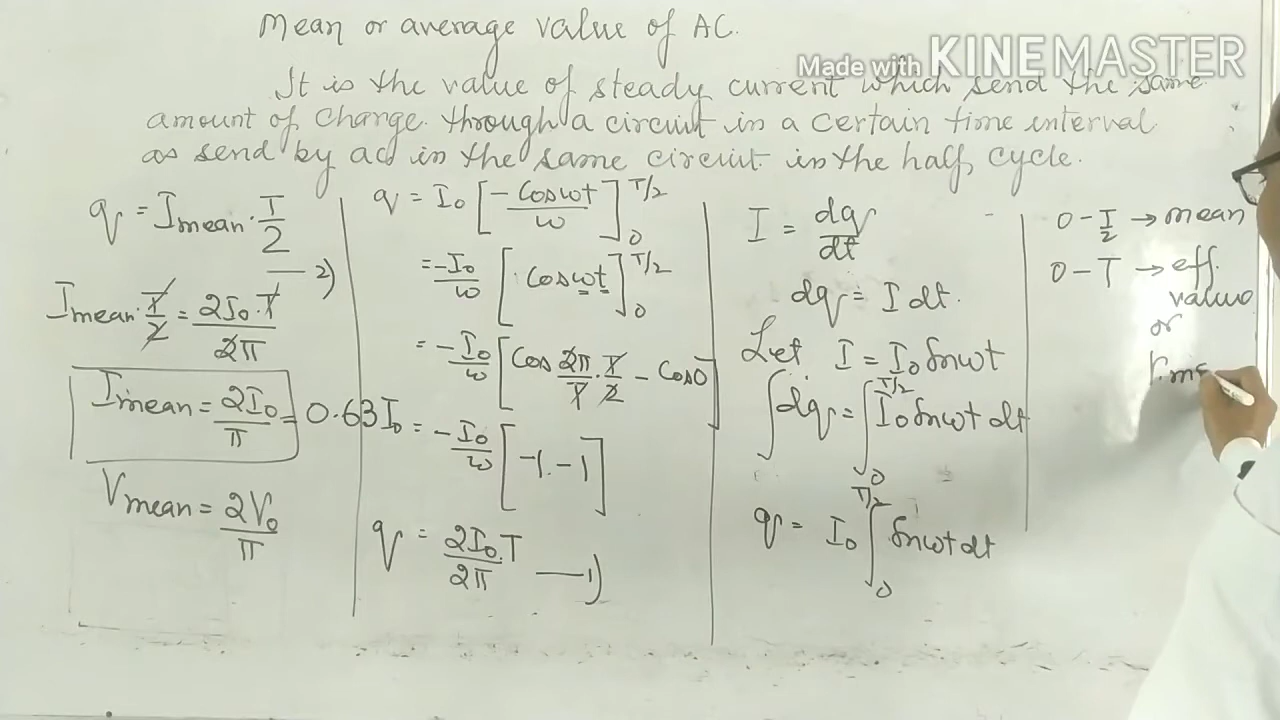 Mean or average value of AC.
Made with KINEMASTER
It is the value of steady current which send the same
amount of charge through a circuit in a certain time interval
as send by ac in the same circuit in the half cycle.
q = Imean . T/2
—— 2)
Imean . T/2 = 2I₀.T/2π
Imean = 2I₀/π = 0.63I₀
Vmean = 2V₀/π
q = I₀ [-Cosωt/ω]₀^T/2
= -I₀/ω [Cosωt]₀^T/2
= -I₀/ω [Cos 2π/T . T/2 - Cos0]
= -I₀/ω [-1 - 1]
q = 2I₀.T/2π —— 1)
I = dq/dt
dq = I dt.
Let I = I₀ Sinωt
∫dq = ∫₀^T/2 I₀ Sinωt dt
q = I₀ ∫₀^T/2 Sinωt dt
0 - T/2 → mean
0 - T → eff.
value
or
r.ms